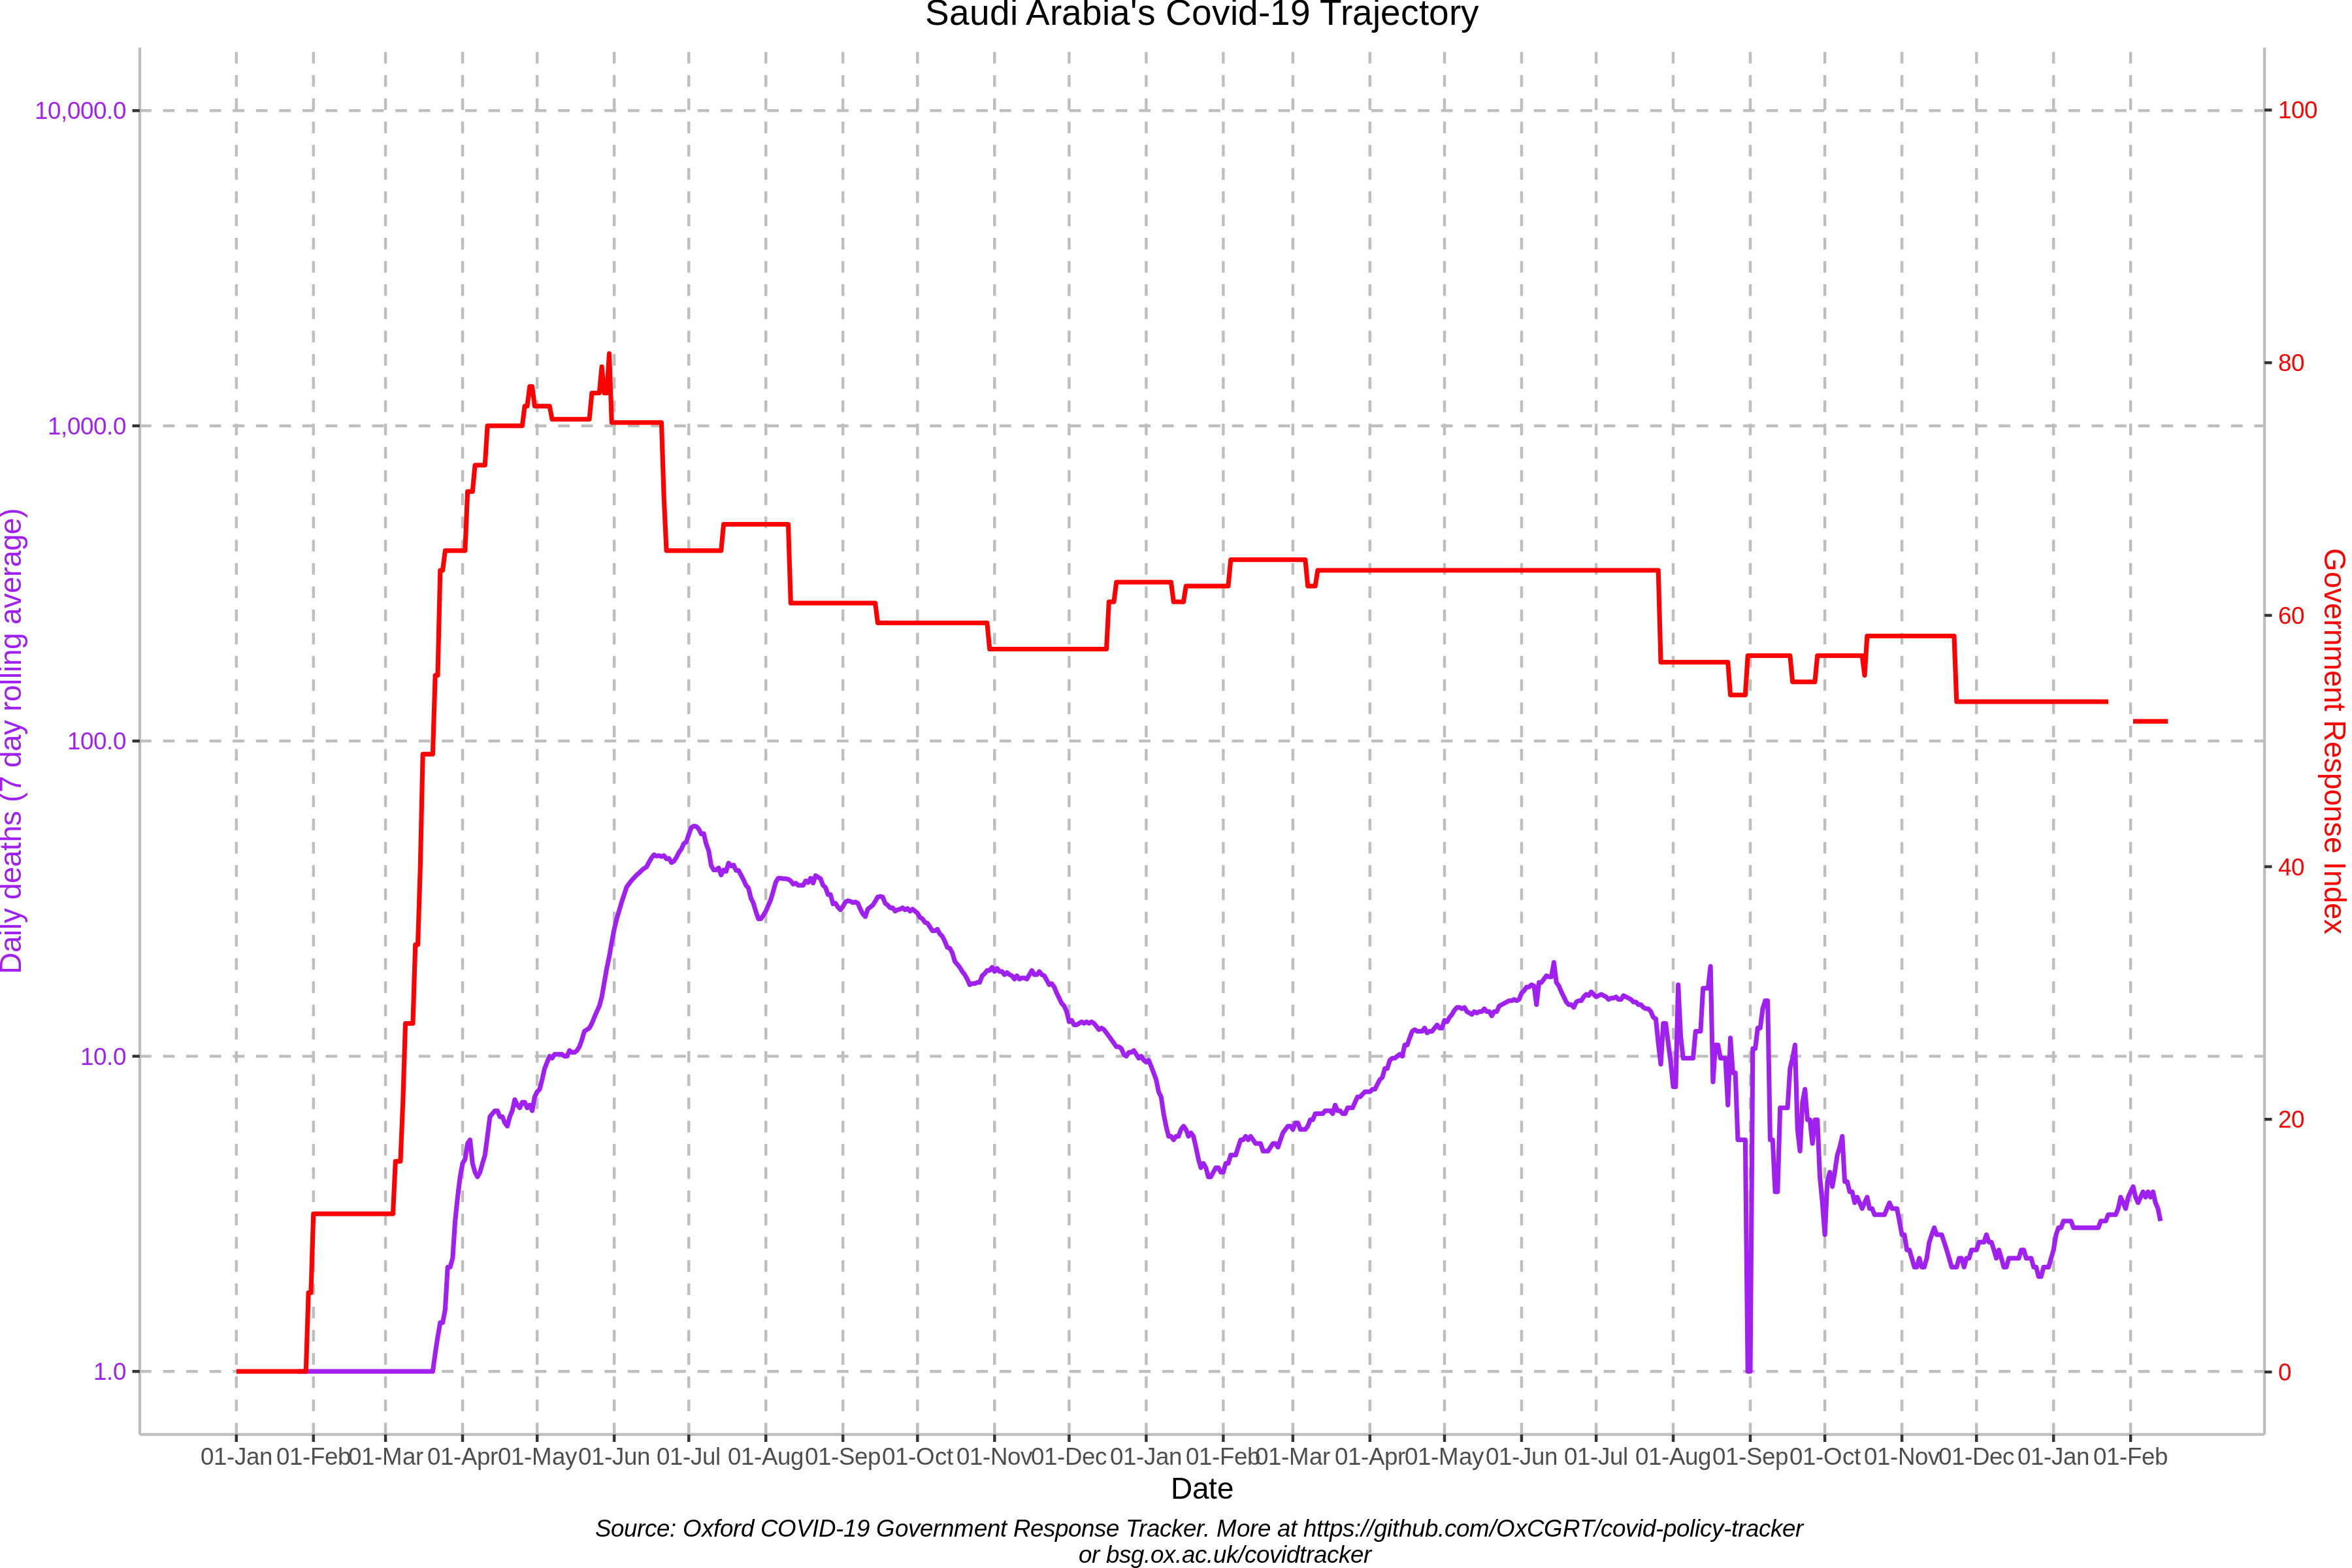 Saudi Arabia's Covid-19 Trajectory
10,000.0
1,000.0
100.0
10.0
1.0
Daily deaths (7 day rolling average)
100
80
60
40
20
0
Government Response Index
01-Jan 01-Feb 01-Mar 01-Apr 01-May 01-Jun 01-Jul 01-Aug 01-Sep 01-Oct 01-Nov 01-Dec 01-Jan 01-Feb 01-Mar 01-Apr 01-May 01-Jun 01-Jul 01-Aug 01-Sep 01-Oct 01-Nov 01-Dec 01-Jan 01-Feb
Date
Source: Oxford COVID-19 Government Response Tracker. More at https://github.com/OxCGRT/covid-policy-tracker
or bsg.ox.ac.uk/covidtracker